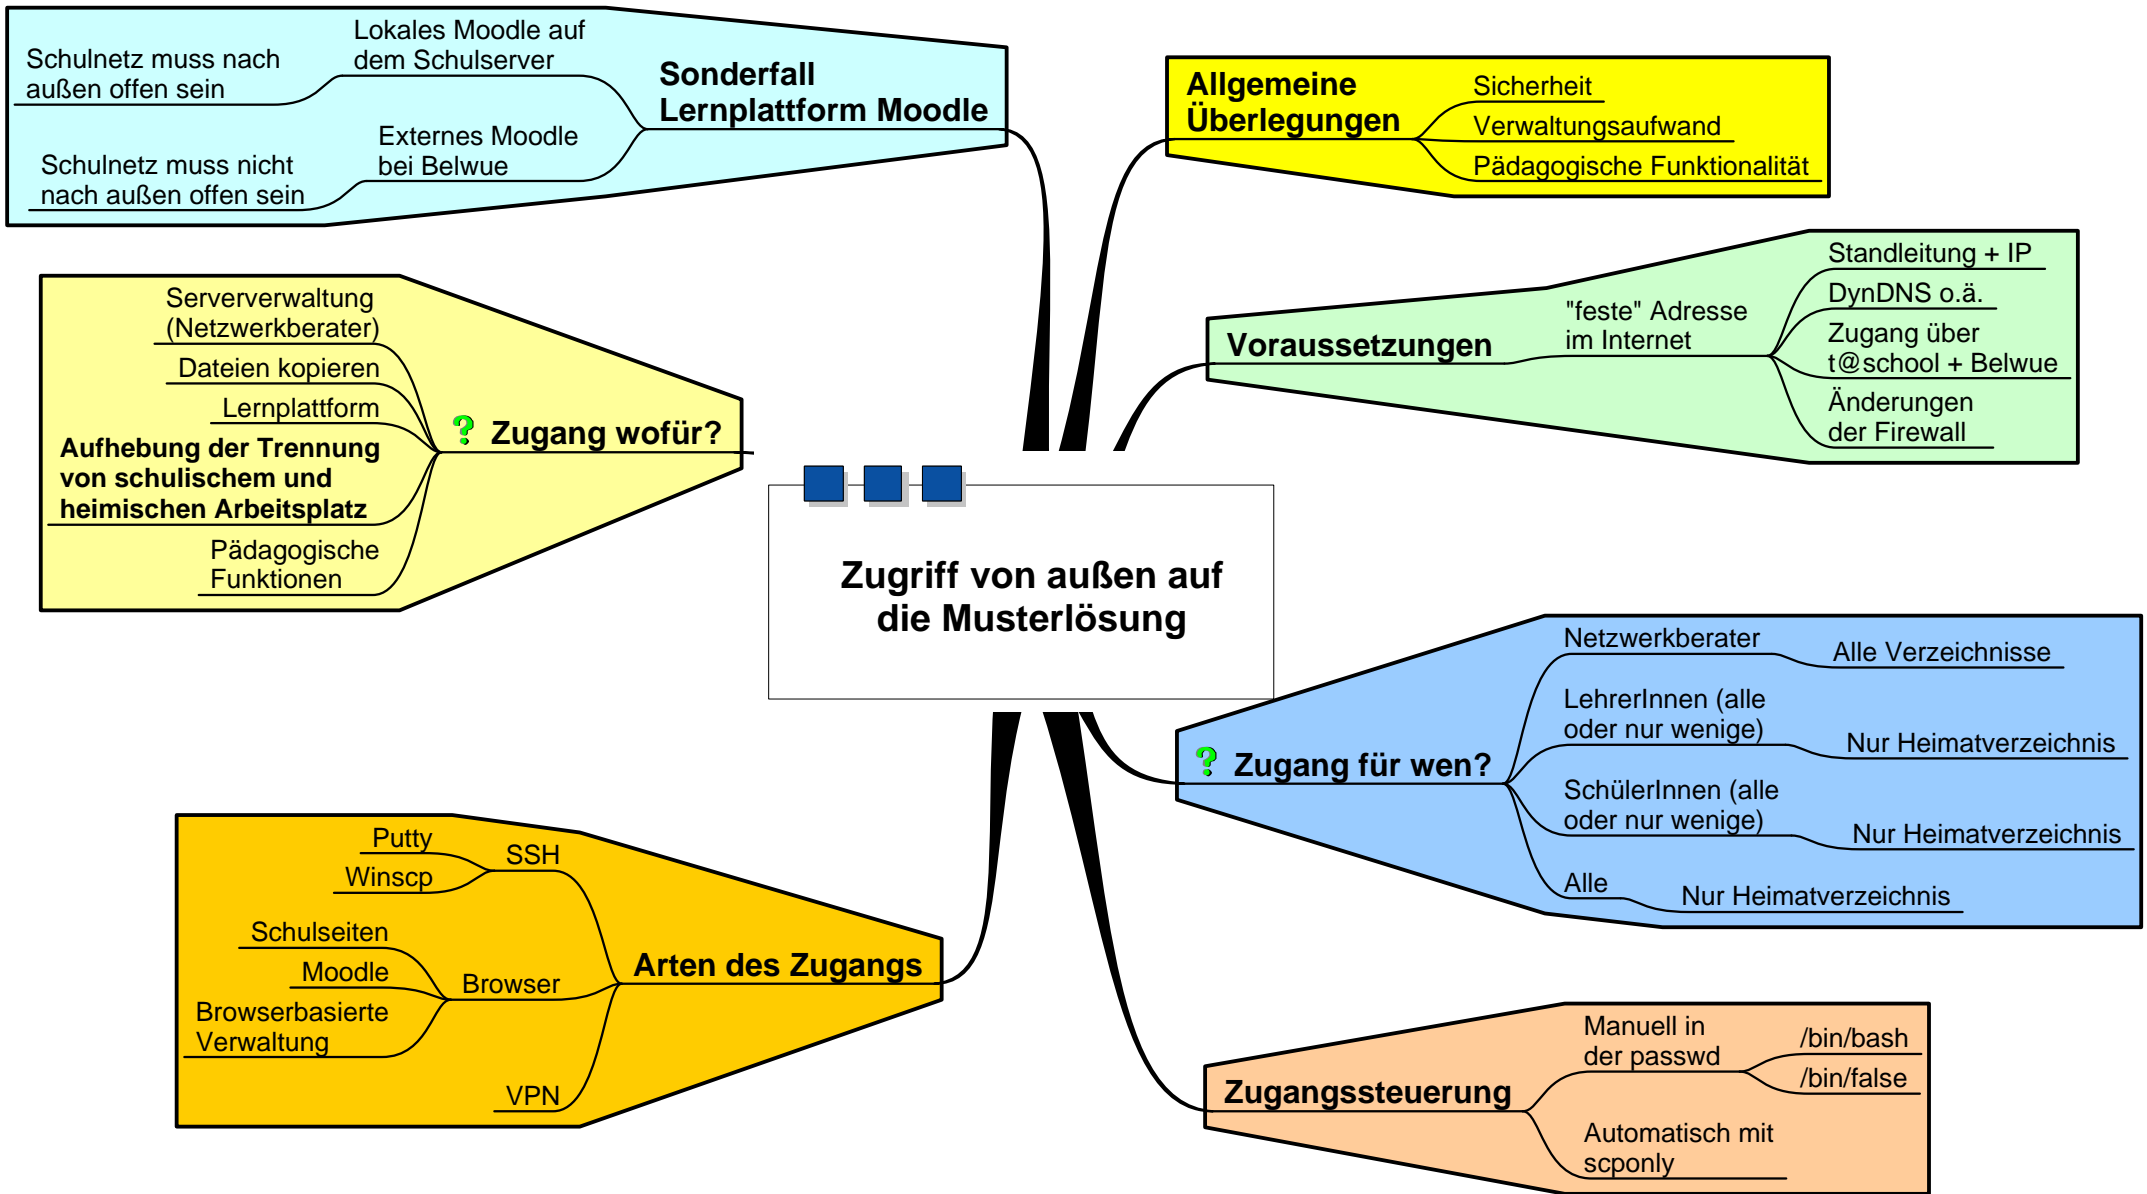 Zugriff von außen auf
die Musterlösung
Allgemeine
Überlegungen
Sicherheit
Verwaltungsaufwand
Pädagogische Funktionalität
Voraussetzungen
"feste" Adresse
im Internet
Standleitung + IP
DynDNS o.ä.
Zugang über
t@school + Belwue
Änderungen
der Firewall
Zugang für wen?
Netzwerkberater
Alle Verzeichnisse
LehrerInnen (alle
oder nur wenige)
Nur Heimatverzeichnis
SchülerInnen (alle
oder nur wenige)
Nur Heimatverzeichnis
Alle
Nur Heimatverzeichnis
Zugangssteuerung
Manuell in
der passwd
/bin/bash
/bin/false
Automatisch mit
scponly
Arten des Zugangs
SSH
Putty
Winscp
Browser
Schulseiten
Moodle
Browserbasierte
Verwaltung
VPN
? Zugang wofür?
Serververwaltung
(Netzwerkberater)
Dateien kopieren
Lernplattform
Aufhebung der Trennung
von schulischem und
heimischen Arbeitsplatz
Pädagogische
Funktionen
Sonderfall
Lernplattform Moodle
Lokales Moodle auf
dem Schulserver
Schulnetz muss nach
außen offen sein
Externes Moodle
bei Belwue
Schulnetz muss nicht
nach außen offen sein